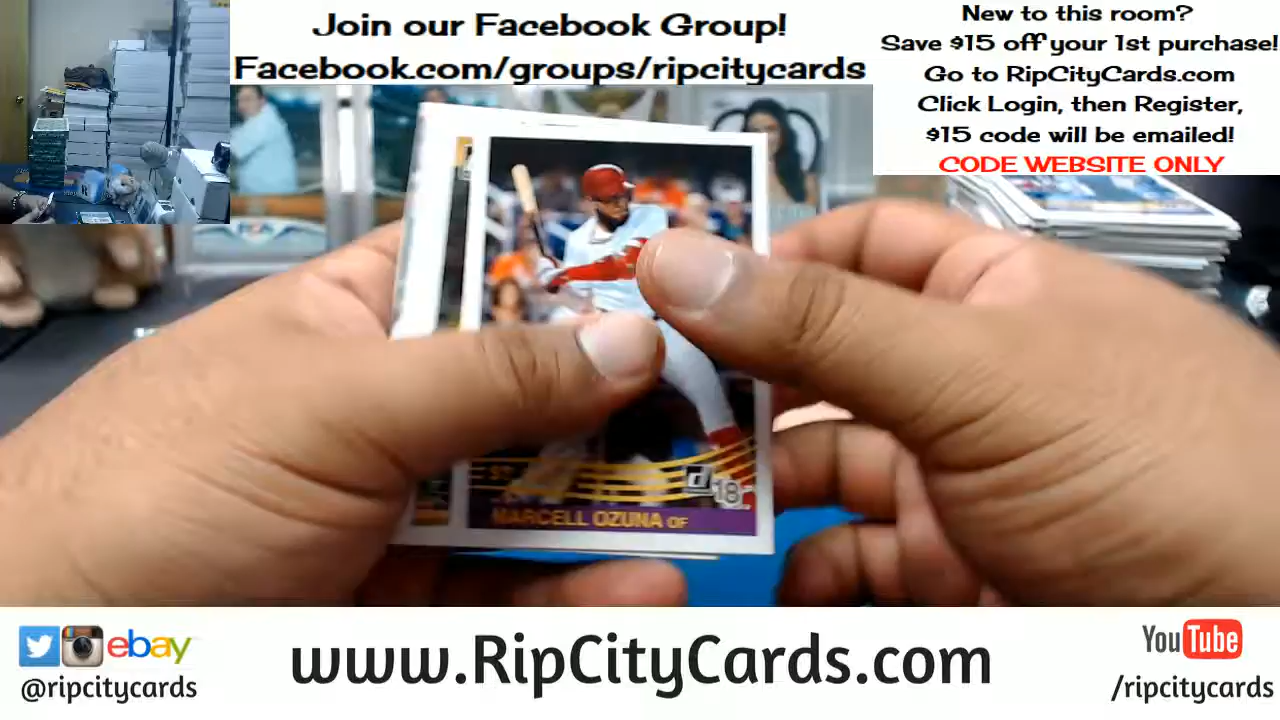 Join our Facebook Group!
Facebook.com/groups/ripcitycards
New to this room?
Save $15 off your 1st purchase!
Go to RipCityCards.com
Click Login, then Register,
$15 code will be emailed!
CODE WEBSITE ONLY
d 18
MARCELL OZUNA OF
ebay
@ripcitycards
www.RipCityCards.com
YouTube
/ripcitycards